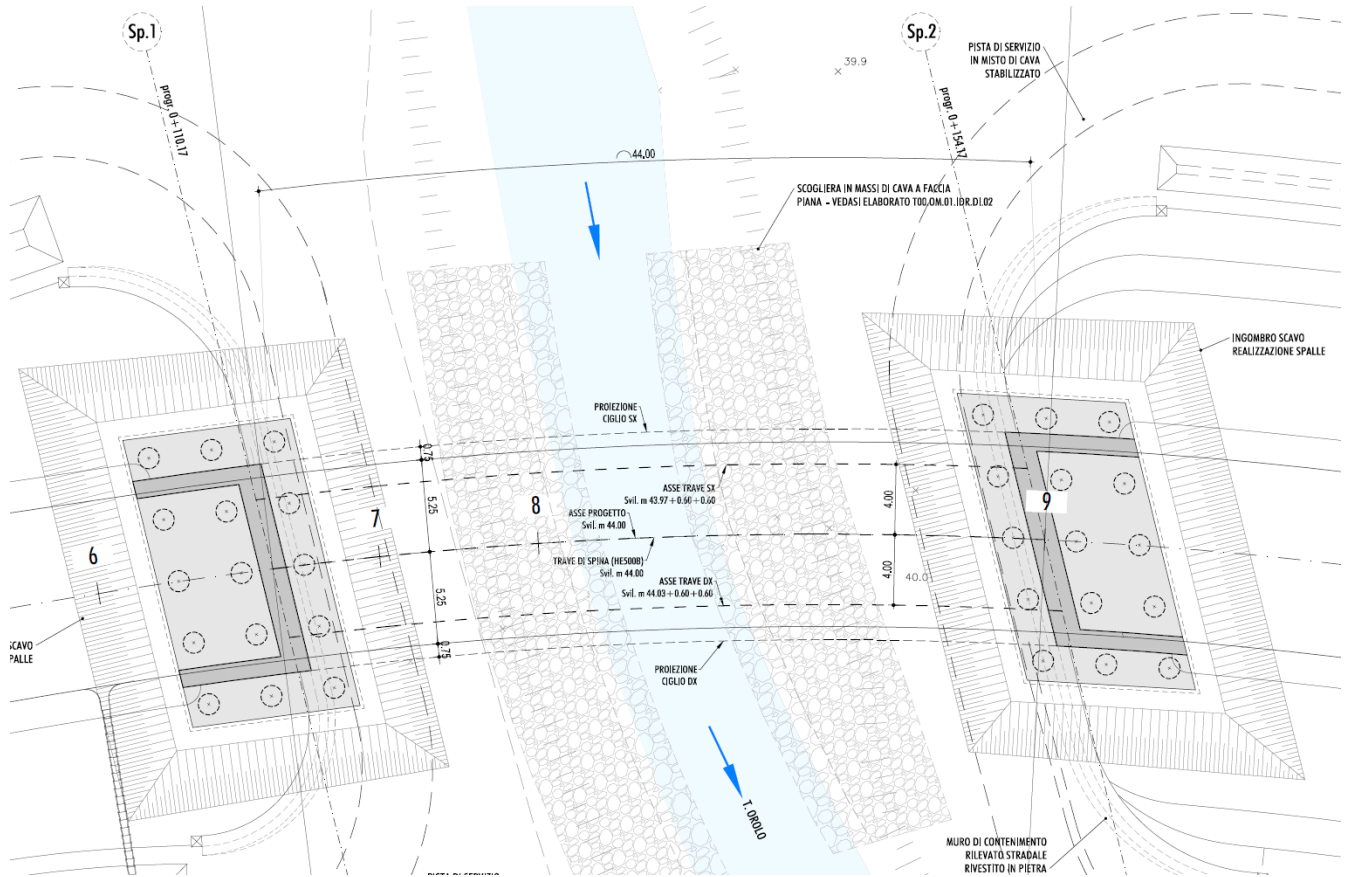 Sp.1
Sp.2
PISTA DI SERVIZIO
IN MISTO DI CAVA
STABILIZZATO
39.9
progr. 0+110.17
progr. 0+154.17
44.00
SCOGLIERA IN MASSI DI CAVA A FACCIA
PIANA - VEDASI ELABORATO T00.OM.01.IDR.DI.02
INGOMBRO SCAVO
REALIZZAZIONE SPALLE
PROIEZIONE
CIGLIO SX
0.75
5.25
ASSE TRAVE SX
Svil. m 43.97+0.60+0.60
4.00
8
7
9
6
ASSE PROGETTO
Svil. m 44.00
TRAVE DI SPINA (HE500B)
Svil. m 44.00
4.00
40.0
ASSE TRAVE DX
Svil. m 44.03+0.60+0.60
5.25
SCAVO
PALLE
0.75
PROIEZIONE
CIGLIO DX
T. OROLO
MURO DI CONTENIMENTO
RILEVATO STRADALE
RIVESTITO IN PIETRA
PISTA DI SERVIZIO